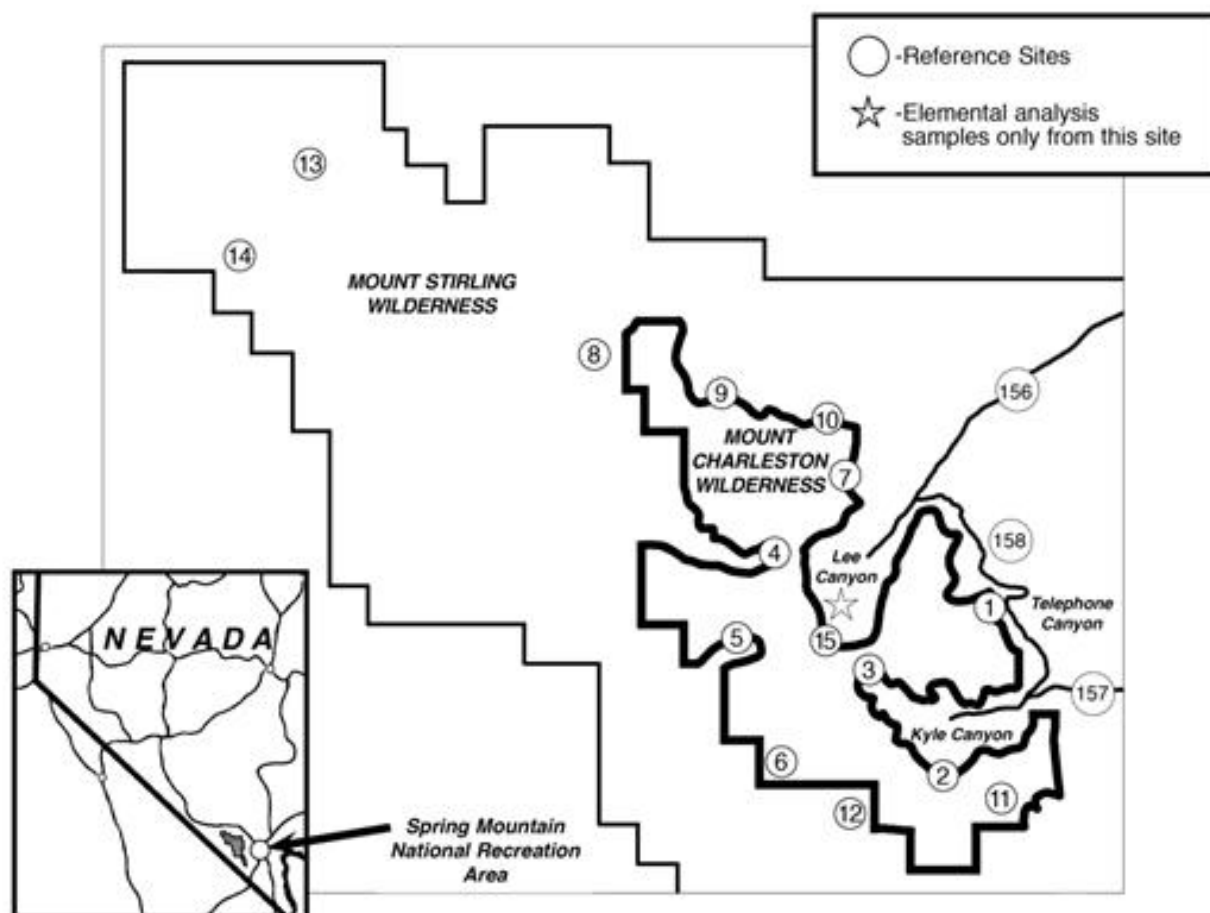 -Reference Sites
-Elemental analysis
samples only from this site
13
14
MOUNT STIRLING
WILDERNESS
8
9
156
10
MOUNT
CHARLESTON
WILDERNESS
7
158
4
Lee
Canyon
1
Telephone
Canyon
5
15
3
157
Kyle Canyon
6
2
11
12
NEVADA
Spring Mountain
National Recreation
Area